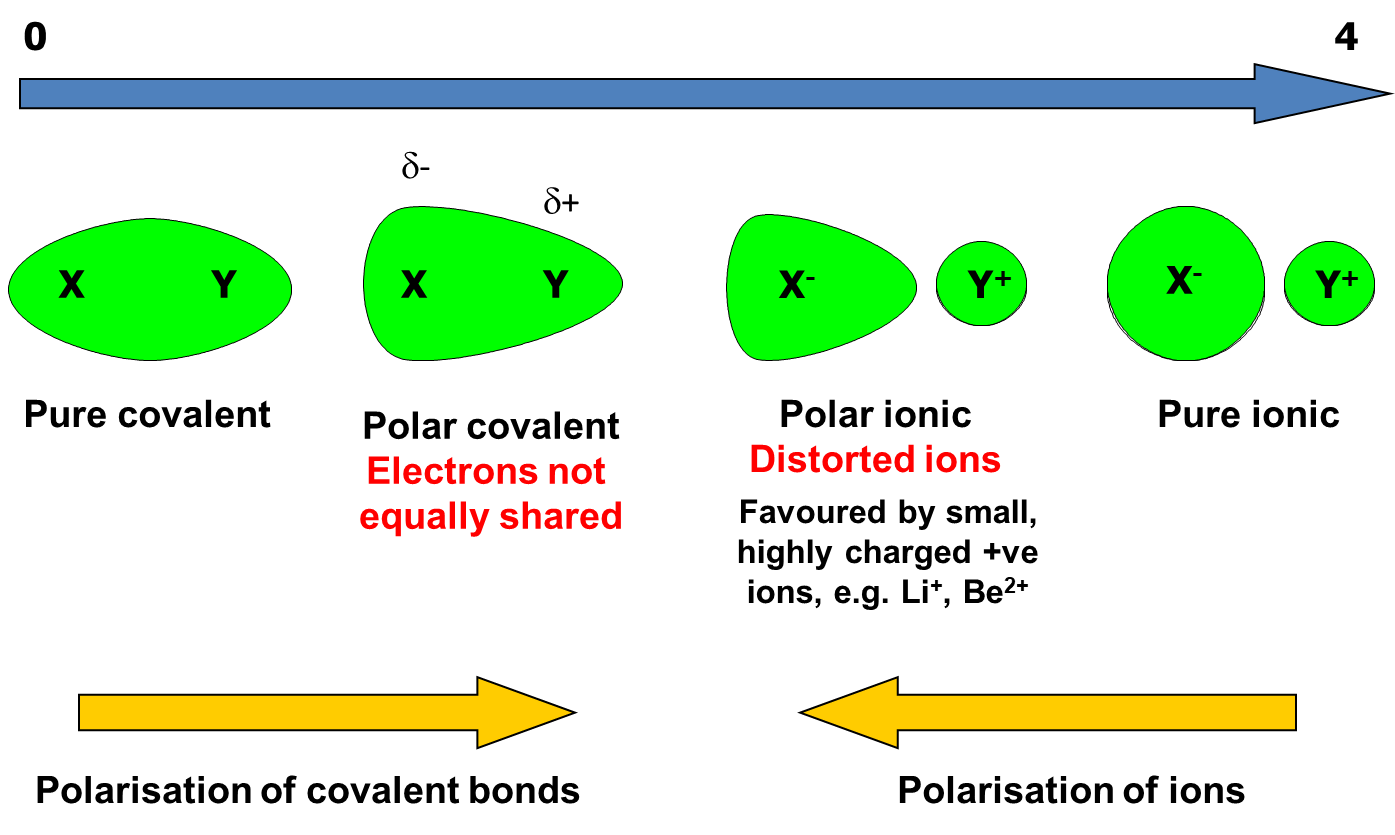 0
4
δ-
δ+
X Y
X Y
X⁻ Y⁺
X⁻ Y⁺
Pure covalent
Polar covalent
Electrons not
equally shared
Polar ionic
Distorted ions
Favoured by small,
highly charged +ve
ions, e.g. Li⁺, Be²⁺
Pure ionic
Polarisation of covalent bonds
Polarisation of ions